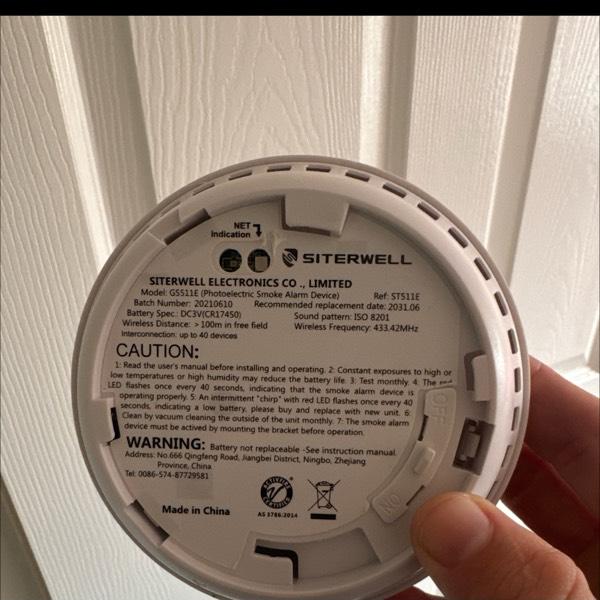 NET
Indication
SITERWELL
SITERWELL ELECTRONICS CO ., LIMITED
Model: GS511E (Photoelectric Smoke Alarm Device) Ref: ST511E
Batch Number: 20210610 Recommended replacement date: 2031.06
Battery Spec.: DC3V(CR17450) Sound pattern: ISO 8201
Wireless Distance: >100m in free field Wireless Frequency: 433.42MHz
Interconnection: up to 40 devices
CAUTION:
1: Read the user's manual before installing and operating. 2: Constant exposures to high or
low temperatures or high humidity may reduce the battery life. 3: Test monthly. 4: The red
LED flashes once every 40 seconds, indicating that the smoke alarm device is
operating properly. 5: An intermittent "chirp" with red LED flashes once every 40
seconds, indicating a low battery, please buy and replace with new unit. 6:
Clean by vacuum cleaning the outside of the unit monthly. 7: The smoke alarm
device must be actived by mounting the bracket before operation.
OFF
WARNING: Battery not replaceable -See instruction manual.
Address: No.666 Qingfeng Road, Jiangbei District, Ningbo, Zhejiang
Province, China
Tel: 0086-574-87729581
ON
ACTIVFIRE
CERTIFIED
Made in China
AS 3786:2014